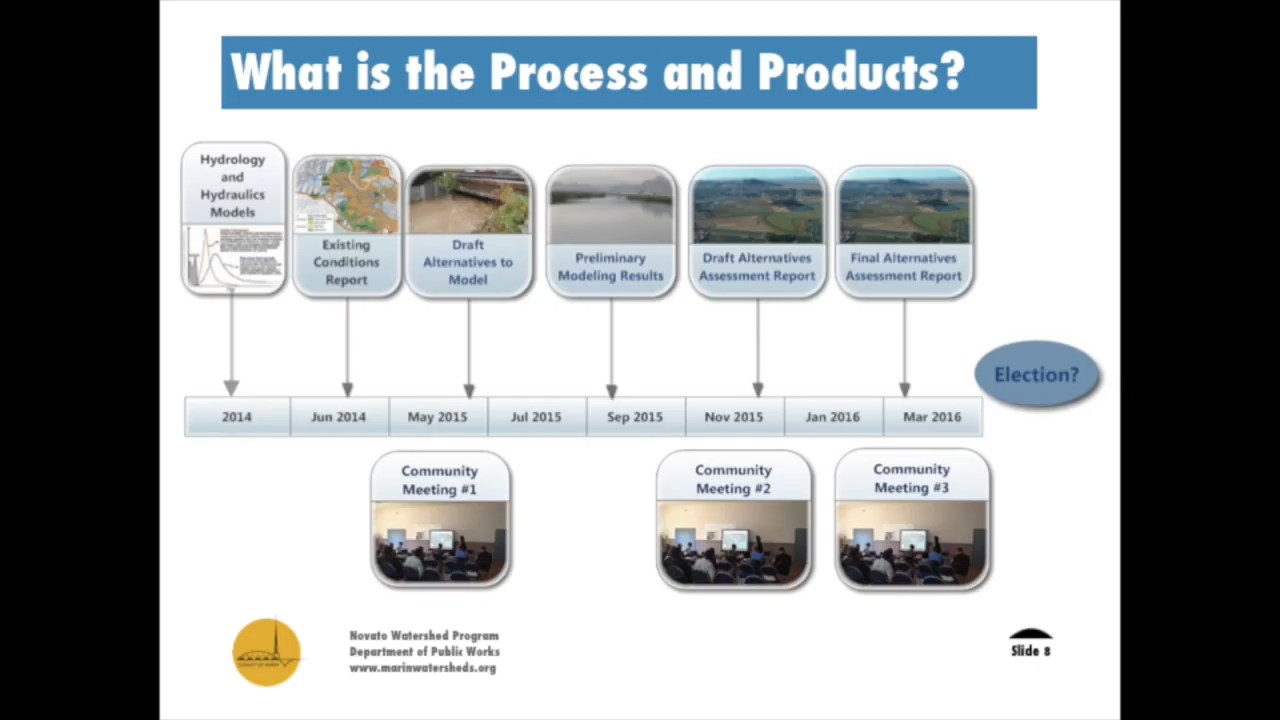 What is the Process and Products?
Hydrology
and
Hydraulics
Models
Existing
Conditions
Report
Draft
Alternatives to
Model
Preliminary
Modeling Results
Draft Alternatives
Assessment Report
Final Alternatives
Assessment Report
Election?
2014
Jun 2014
May 2015
Jul 2015
Sep 2015
Nov 2015
Jan 2016
Mar 2016
Community
Meeting #1
Community
Meeting #2
Community
Meeting #3
Novato Watershed Program
Department of Public Works
www.marinwatersheds.org
Slide 8